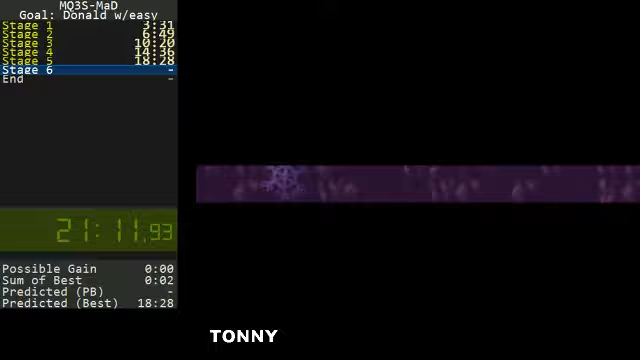 MQ3S-MaD
Goal: Donald w/easy
Stage 1 3:31
Stage 2 6:49
Stage 3 10:20
Stage 4 14:36
Stage 5 18:28
Stage 6 -
End -
21:11.93
Possible Gain 0:00
Sum of Best 0:02
Predicted (PB) -
Predicted (Best) 18:28
TONNY